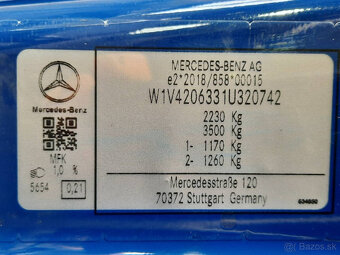 MERCEDES-BENZ AG
e2*2018/858*00015
W1V4206331U320742
2230 Kg
3500 Kg
1- 1170 Kg
2- 1260 Kg
Mercedesstraße 120
70372 Stuttgart Germany
Mercedes-Benz
MFK
1,0 %
5654 0,21
bazos.sk